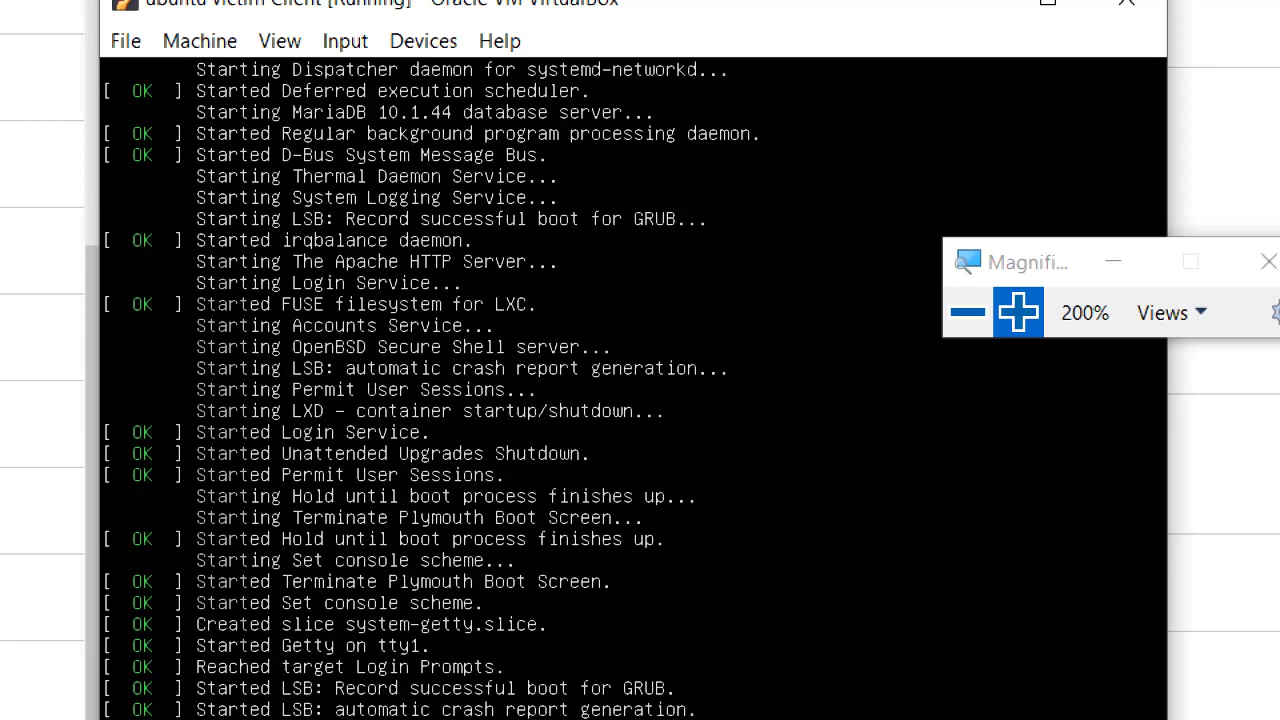 ubuntu victim Client [Running] - Oracle VM VirtualBox
File Machine View Input Devices Help
Starting Dispatcher daemon for systemd-networkd...
[ OK ] Started Deferred execution scheduler.
Starting MariaDB 10.1.44 database server...
[ OK ] Started Regular background program processing daemon.
[ OK ] Started D-Bus System Message Bus.
Starting Thermal Daemon Service...
Starting System Logging Service...
Starting LSB: Record successful boot for GRUB...
[ OK ] Started irqbalance daemon.
Starting The Apache HTTP Server...
Starting Login Service...
[ OK ] Started FUSE filesystem for LXC.
Starting Accounts Service...
Starting OpenBSD Secure Shell server...
Starting LSB: automatic crash report generation...
Starting Permit User Sessions...
Starting LXD - container startup/shutdown...
[ OK ] Started Login Service.
[ OK ] Started Unattended Upgrades Shutdown.
[ OK ] Started Permit User Sessions.
Starting Hold until boot process finishes up...
Starting Terminate Plymouth Boot Screen...
[ OK ] Started Hold until boot process finishes up.
Starting Set console scheme...
[ OK ] Started Terminate Plymouth Boot Screen.
[ OK ] Started Set console scheme.
[ OK ] Created slice system-getty.slice.
[ OK ] Started Getty on tty1.
[ OK ] Reached target Login Prompts.
[ OK ] Started LSB: Record successful boot for GRUB.
[ OK ] Started LSB: automatic crash report generation.
Magnifi...
200% Views